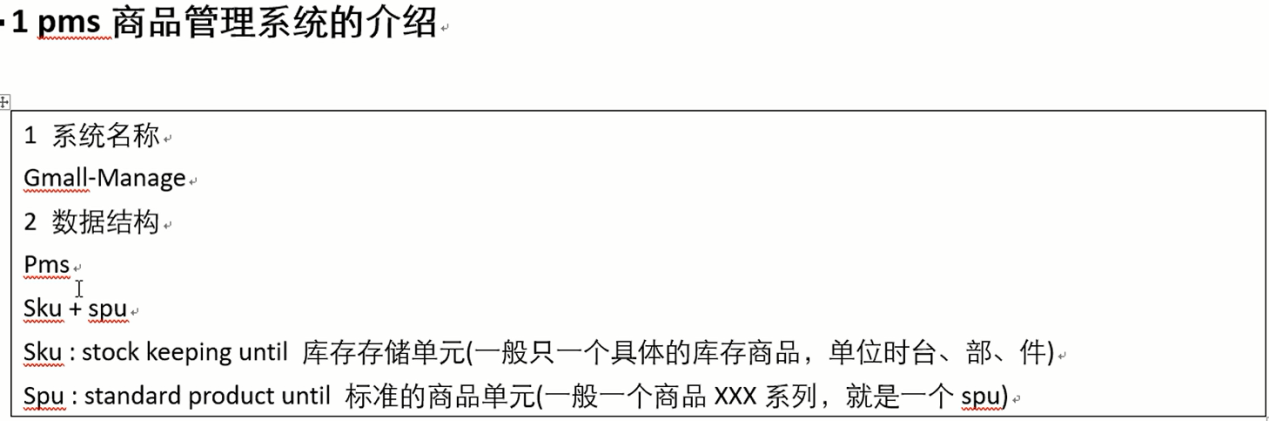 1 pms 商品管理系统的介绍
1 系统名称
Gmall-Manage
2 数据结构
Pms
Sku + spu
Sku : stock keeping until 库存存储单元(一般只一个具体的库存商品，单位时台、部、件)
Spu : standard product until 标准的商品单元(一般一个商品 XXX 系列，就是一个 spu)